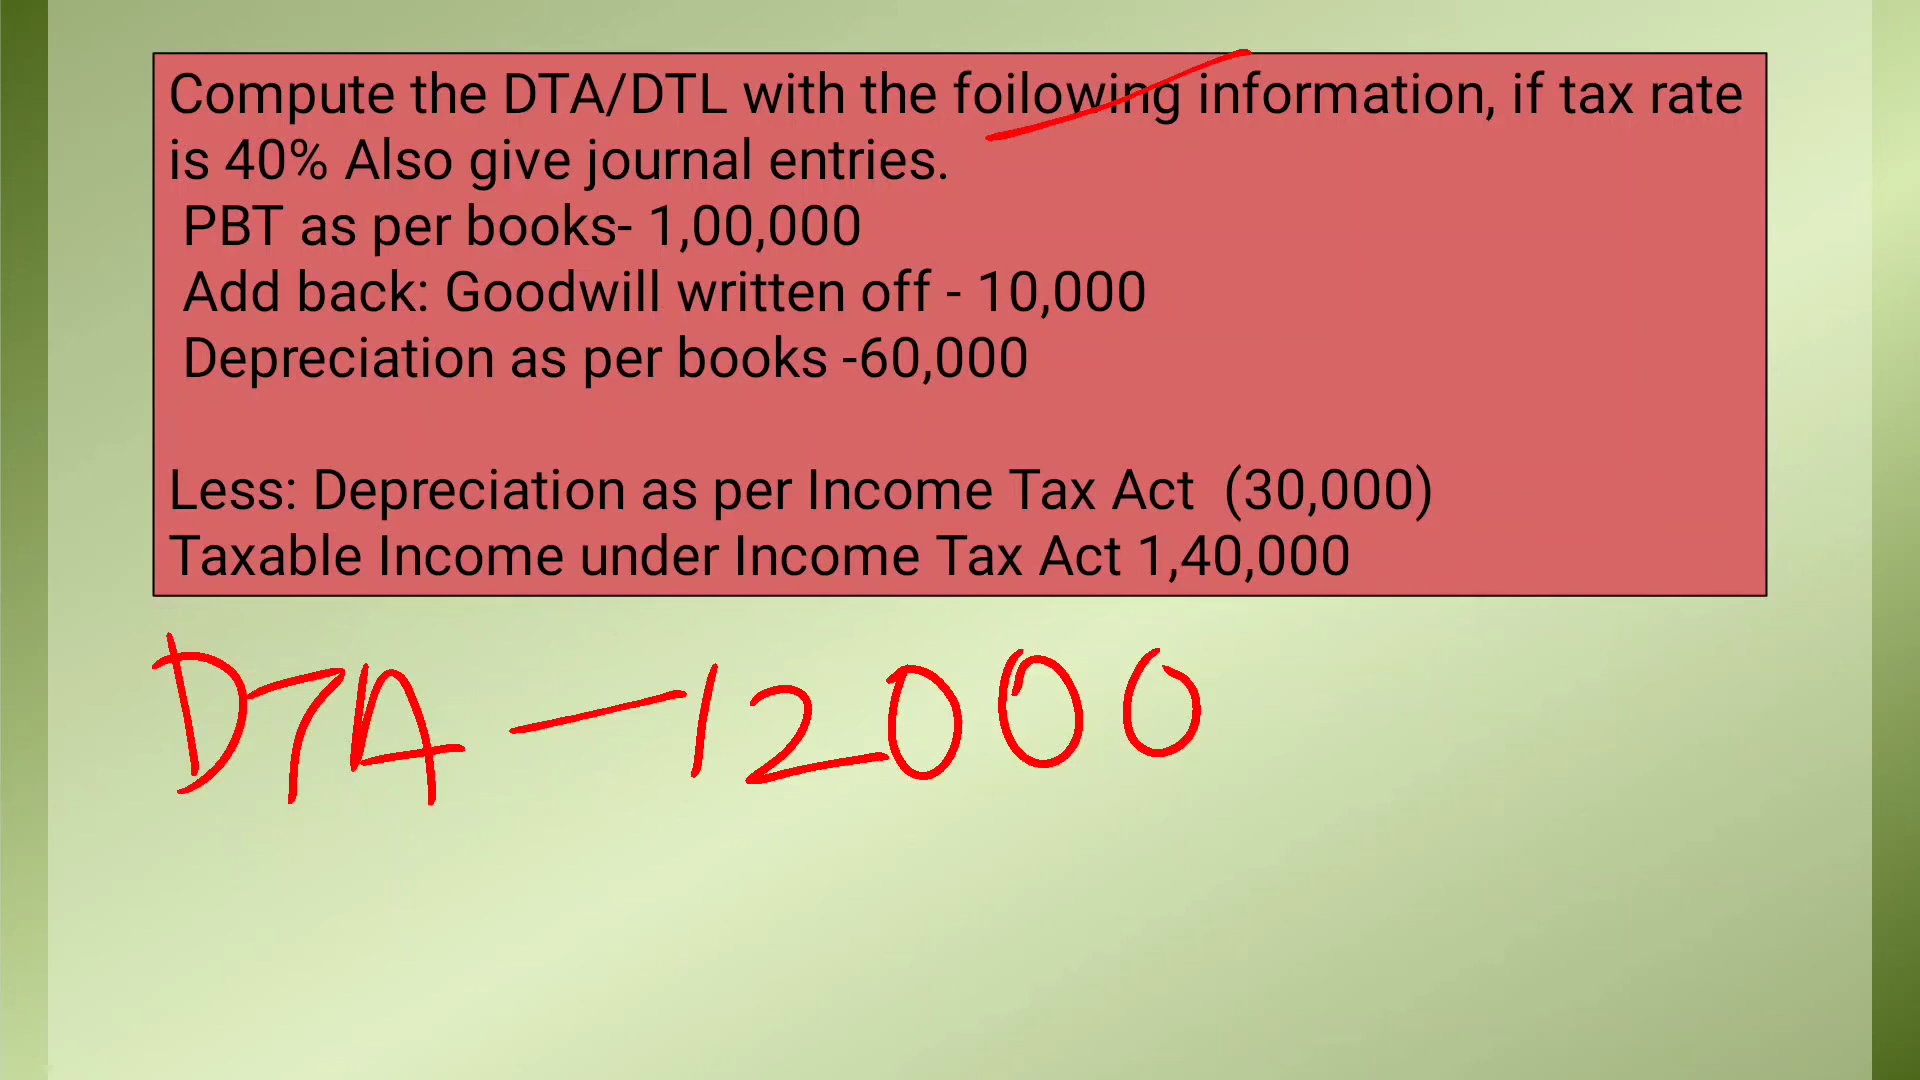 Compute the DTA/DTL with the foilowing information, if tax rate
is 40% Also give journal entries.
PBT as per books- 1,00,000
Add back: Goodwill written off - 10,000
Depreciation as per books -60,000
Less: Depreciation as per Income Tax Act (30,000)
Taxable Income under Income Tax Act 1,40,000
DTA - 12000